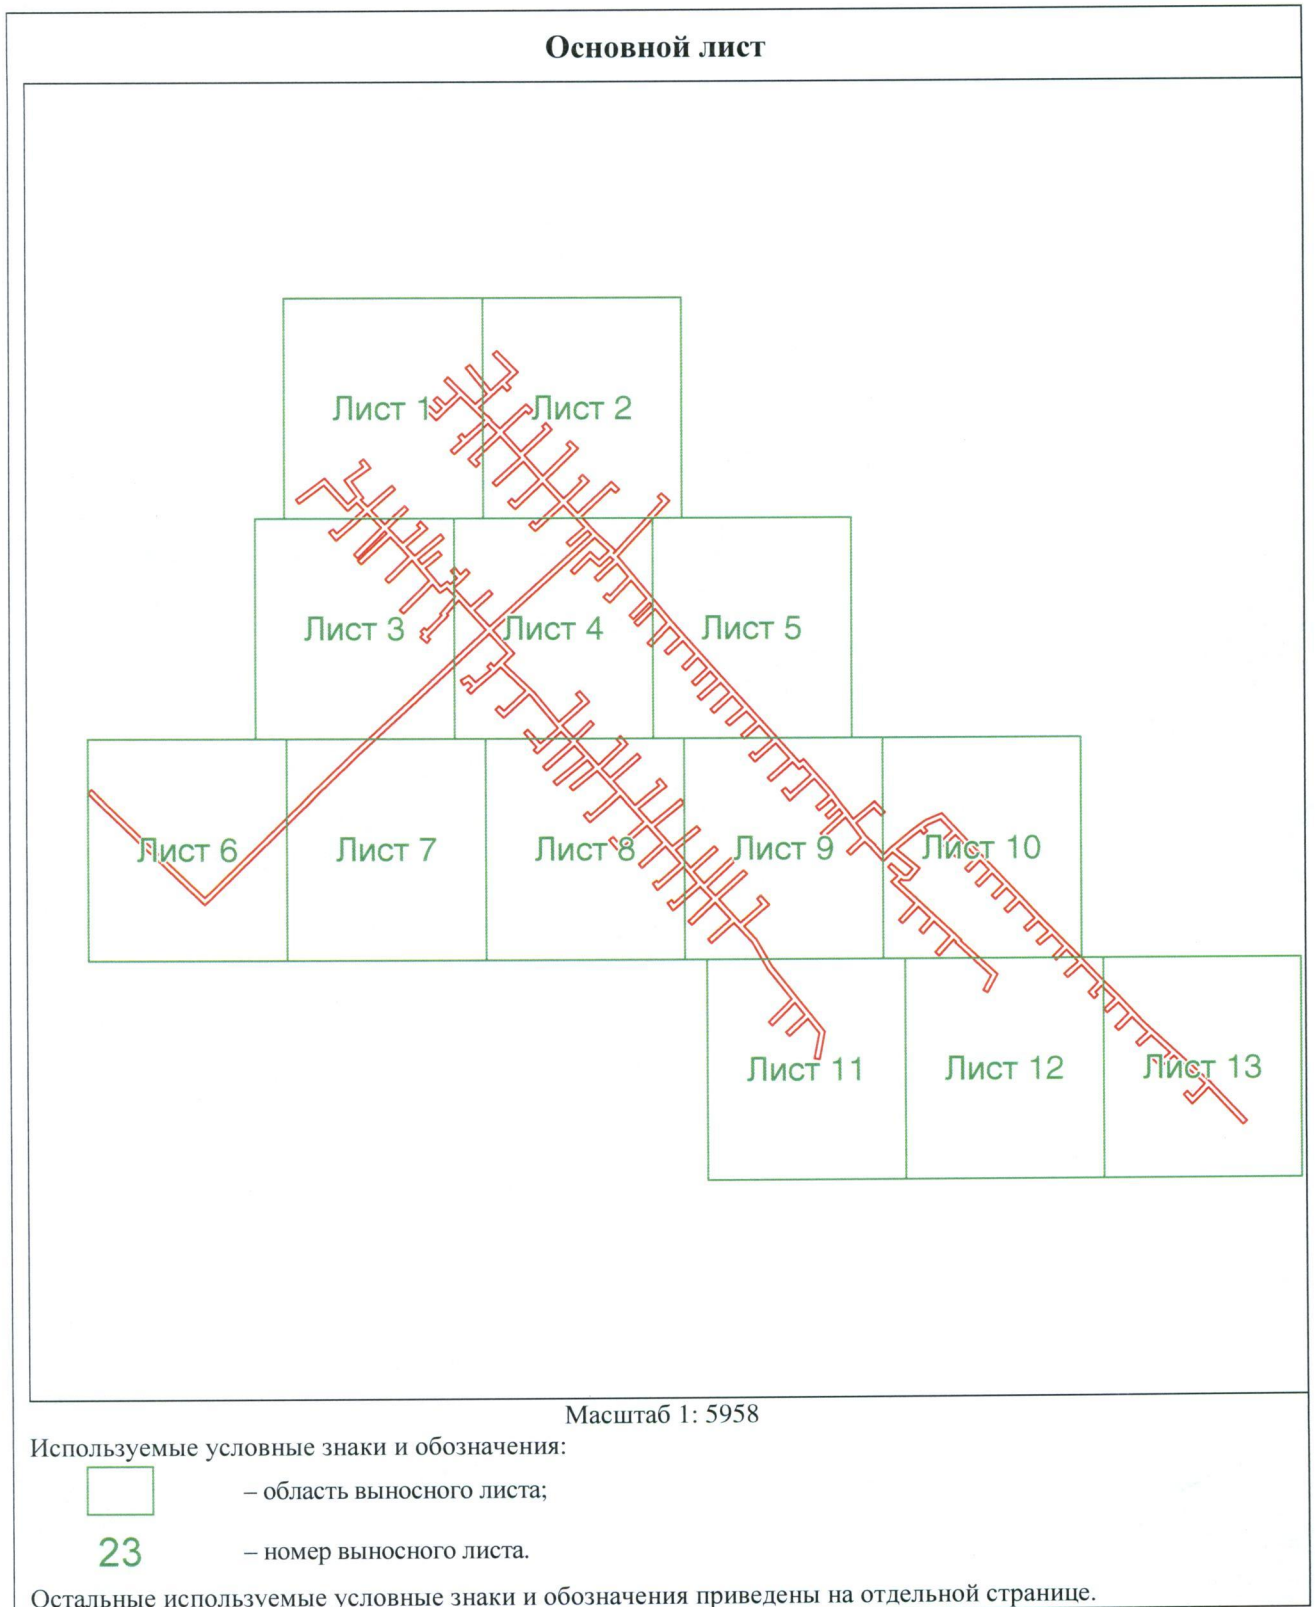 Основной лист
Лист 1
Лист 2
Лист 3
Лист 4
Лист 5
Лист 6
Лист 7
Лист 8
Лист 9
Лист 10
Лист 11
Лист 12
Лист 13
Масштаб 1: 5958
Используемые условные знаки и обозначения:
– область выносного листа;
23
– номер выносного листа.
Остальные используемые условные знаки и обозначения приведены на отдельной странице.